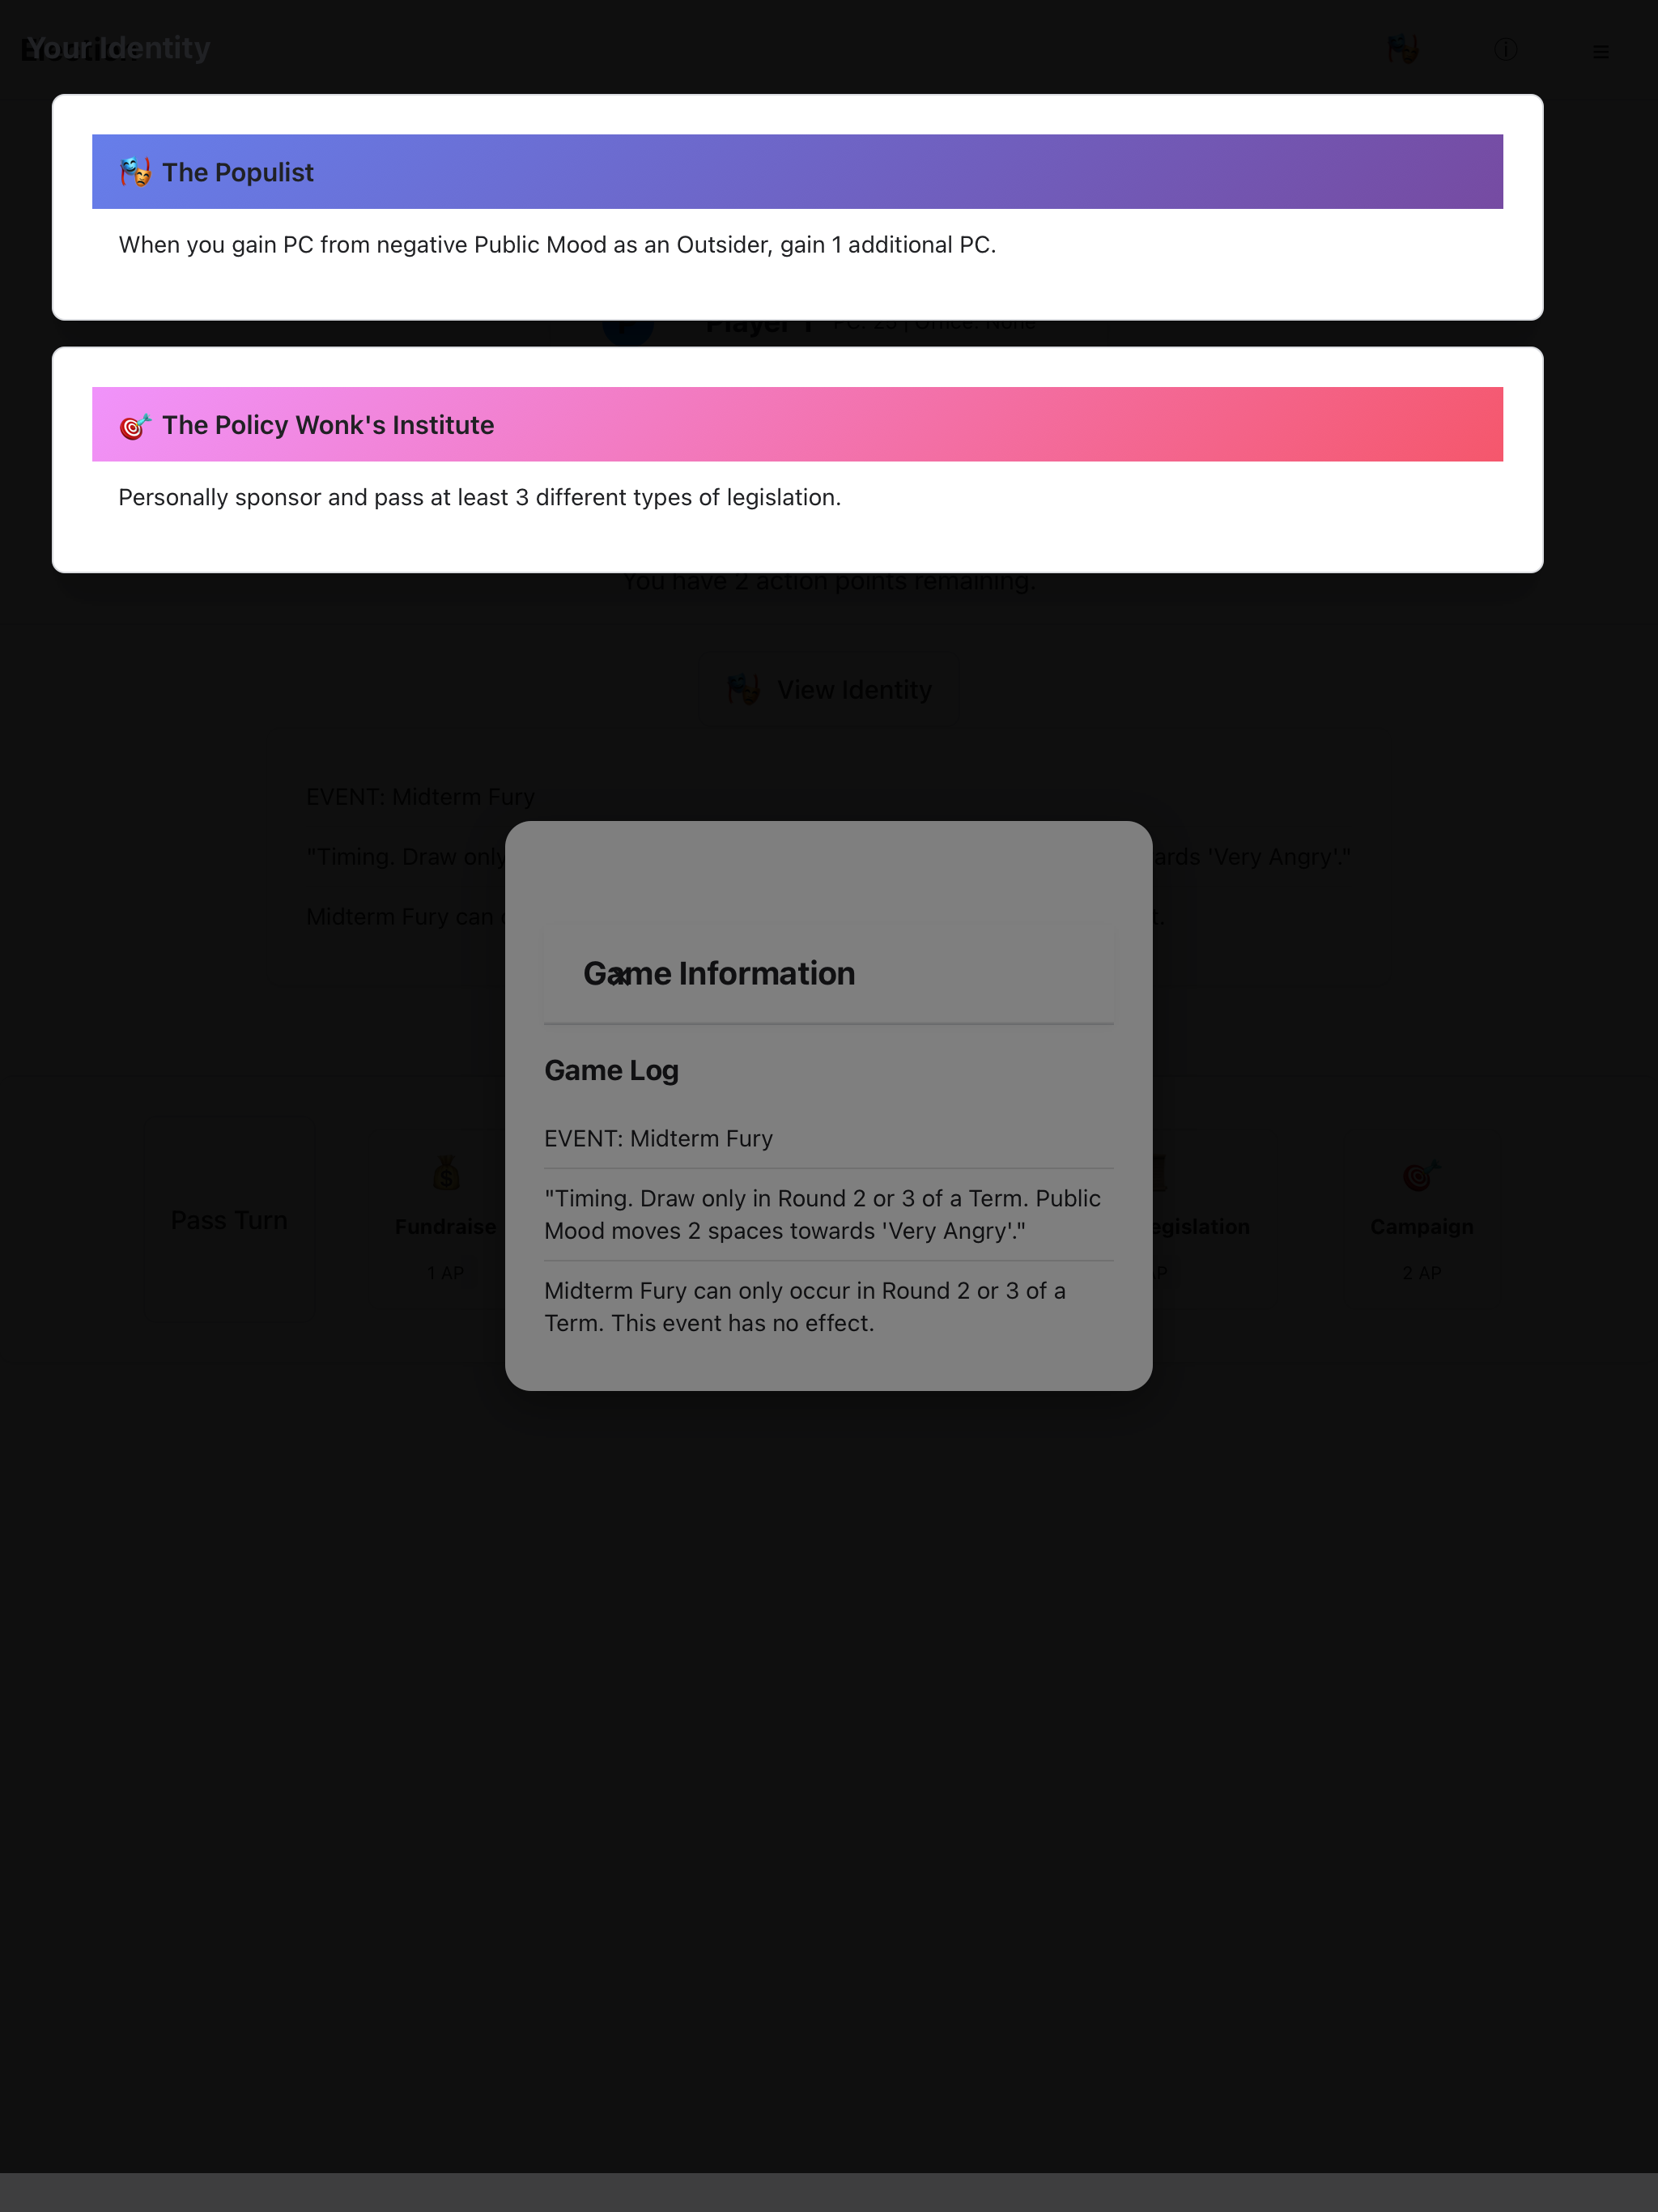 Your Identity
The Populist
When you gain PC from negative Public Mood as an Outsider, gain 1 additional PC.
Player 1 PC: 25 | Office: None
The Policy Wonk's Institute
Personally sponsor and pass at least 3 different types of legislation.
You have 2 action points remaining.
View Identity
EVENT: Midterm Fury
"Timing. Draw only
ards 'Very Angry'."
Midterm Fury can
t.
Game Information
Game Log
EVENT: Midterm Fury
"Timing. Draw only in Round 2 or 3 of a Term. Public
Mood moves 2 spaces towards 'Very Angry'."
Midterm Fury can only occur in Round 2 or 3 of a
Term. This event has no effect.
Pass Turn
Fundraise
1 AP
egislation
P
Campaign
2 AP